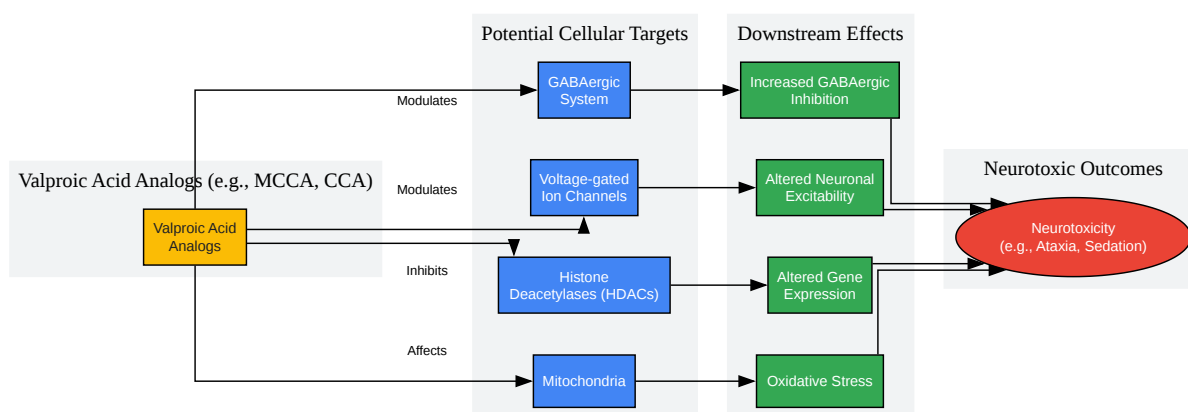 Valproic Acid Analogs (e.g., MCCA, CCA)
Valproic Acid
Analogs
Modulates
Modulates
Inhibits
Affects
Potential Cellular Targets
GABAergic
System
Voltage-gated
Ion Channels
Histone
Deacetylases (HDACs)
Mitochondria
Downstream Effects
Increased GABAergic
Inhibition
Altered Neuronal
Excitability
Altered Gene
Expression
Oxidative Stress
Neurotoxic Outcomes
Neurotoxicity
(e.g., Ataxia, Sedation)